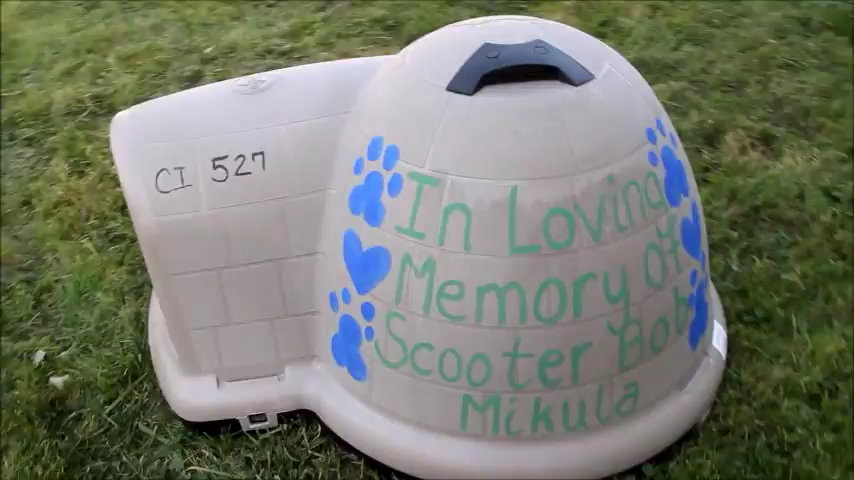 CI 527
In Loving
Memory of
Scooter Bob
Mikula